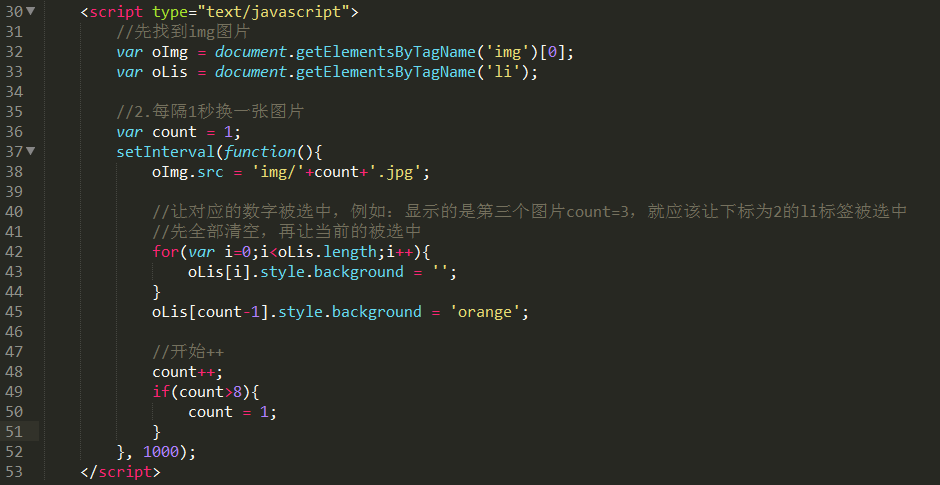 30 <script type="text/javascript">
31 //先找到img图片
32 var oImg = document.getElementsByTagName('img')[0];
33 var oLis = document.getElementsByTagName('li');
34
35 //2.每隔1秒换一张图片
36 var count = 1;
37 setInterval(function(){
38 oImg.src = 'img/'+count+'.jpg';
39
40 //让对应的数字被选中，例如：显示的是第三个图片count=3，就应该让下标为2的li标签被选中
41 //先全部清空，再让当前的被选中
42 for(var i=0;i<oLis.length;i++){
43 oLis[i].style.background = '';
44 }
45 oLis[count-1].style.background = 'orange';
46
47 //开始++
48 count++;
49 if(count>8){
50 count = 1;
51 }
52 }, 1000);
53 </script>